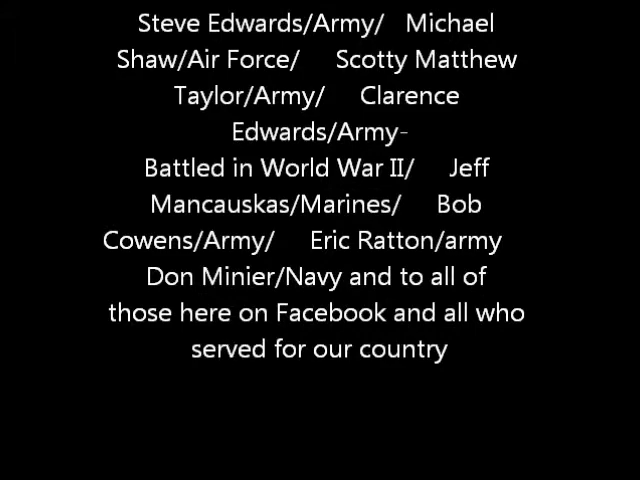 Steve Edwards/Army/ Michael
Shaw/Air Force/ Scotty Matthew
Taylor/Army/ Clarence
Edwards/Army-
Battled in World War II/ Jeff
Mancauskas/Marines/ Bob
Cowens/Army/ Eric Ratton/army
Don Minier/Navy and to all of
those here on Facebook and all who
served for our country